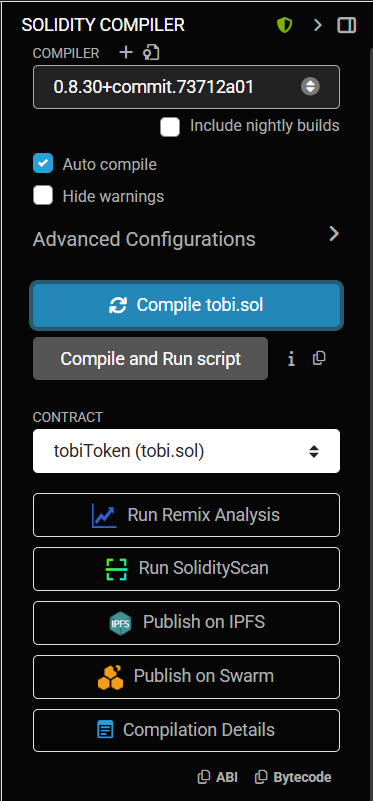 SOLIDITY COMPILER
COMPILER
0.8.30+commit.73712a01
Include nightly builds
Auto compile
Hide warnings
Advanced Configurations
Compile tobi.sol
Compile and Run script
CONTRACT
tobiToken (tobi.sol)
Run Remix Analysis
Run SolidityScan
IPFS Publish on IPFS
Publish on Swarm
Compilation Details
ABI Bytecode